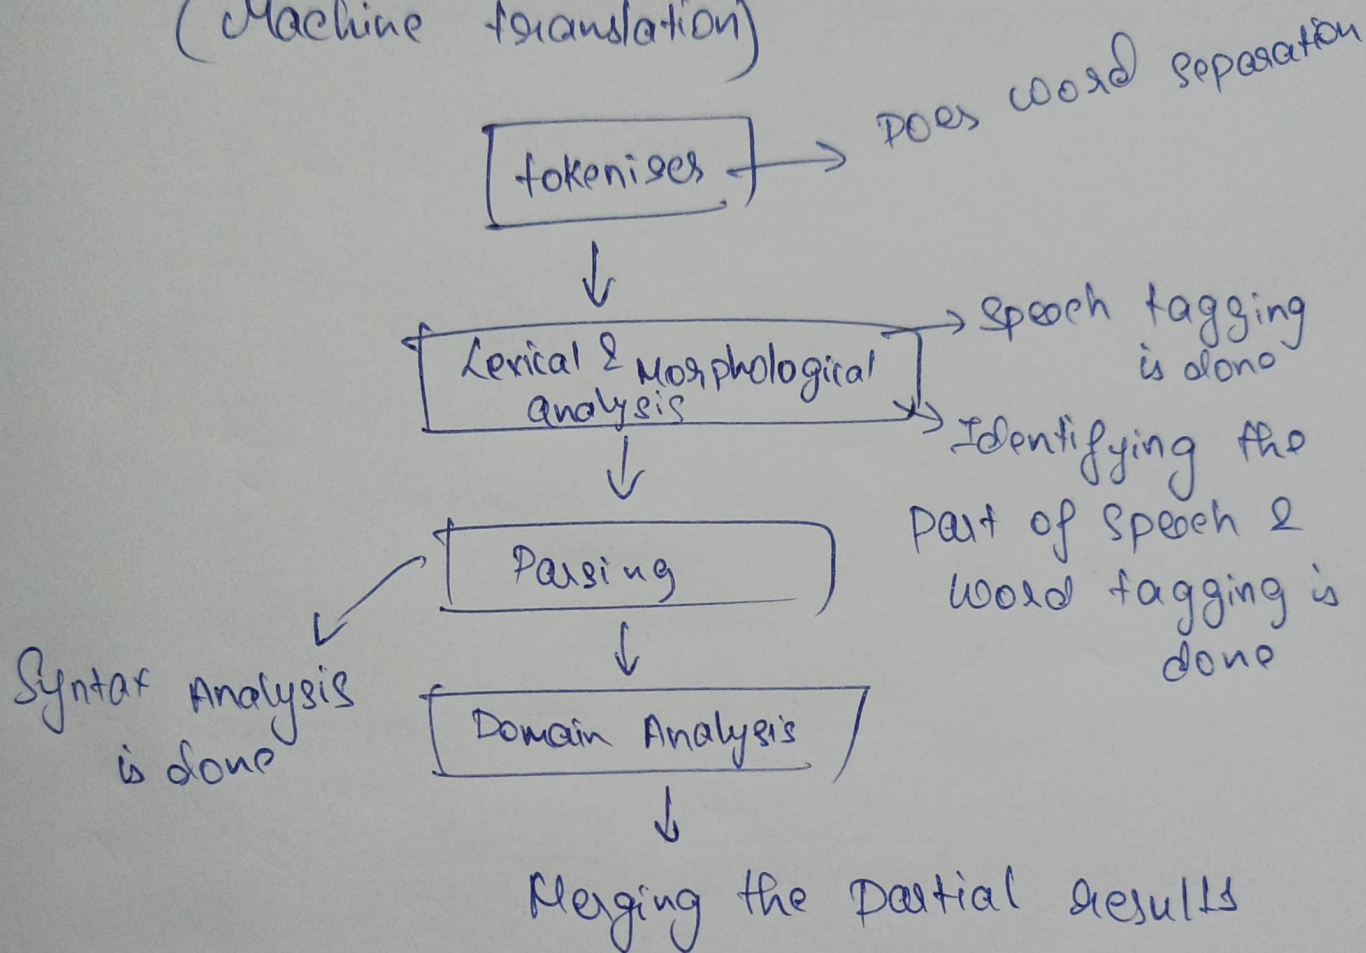 (Machine translation)
Does word separation
tokeniser
Speech tagging
is done
Lexical & Morphological
analysis
Identifying the
part of speech &
word tagging is
done
Parsing
Syntax Analysis
is done
Domain Analysis
Merging the Partial results